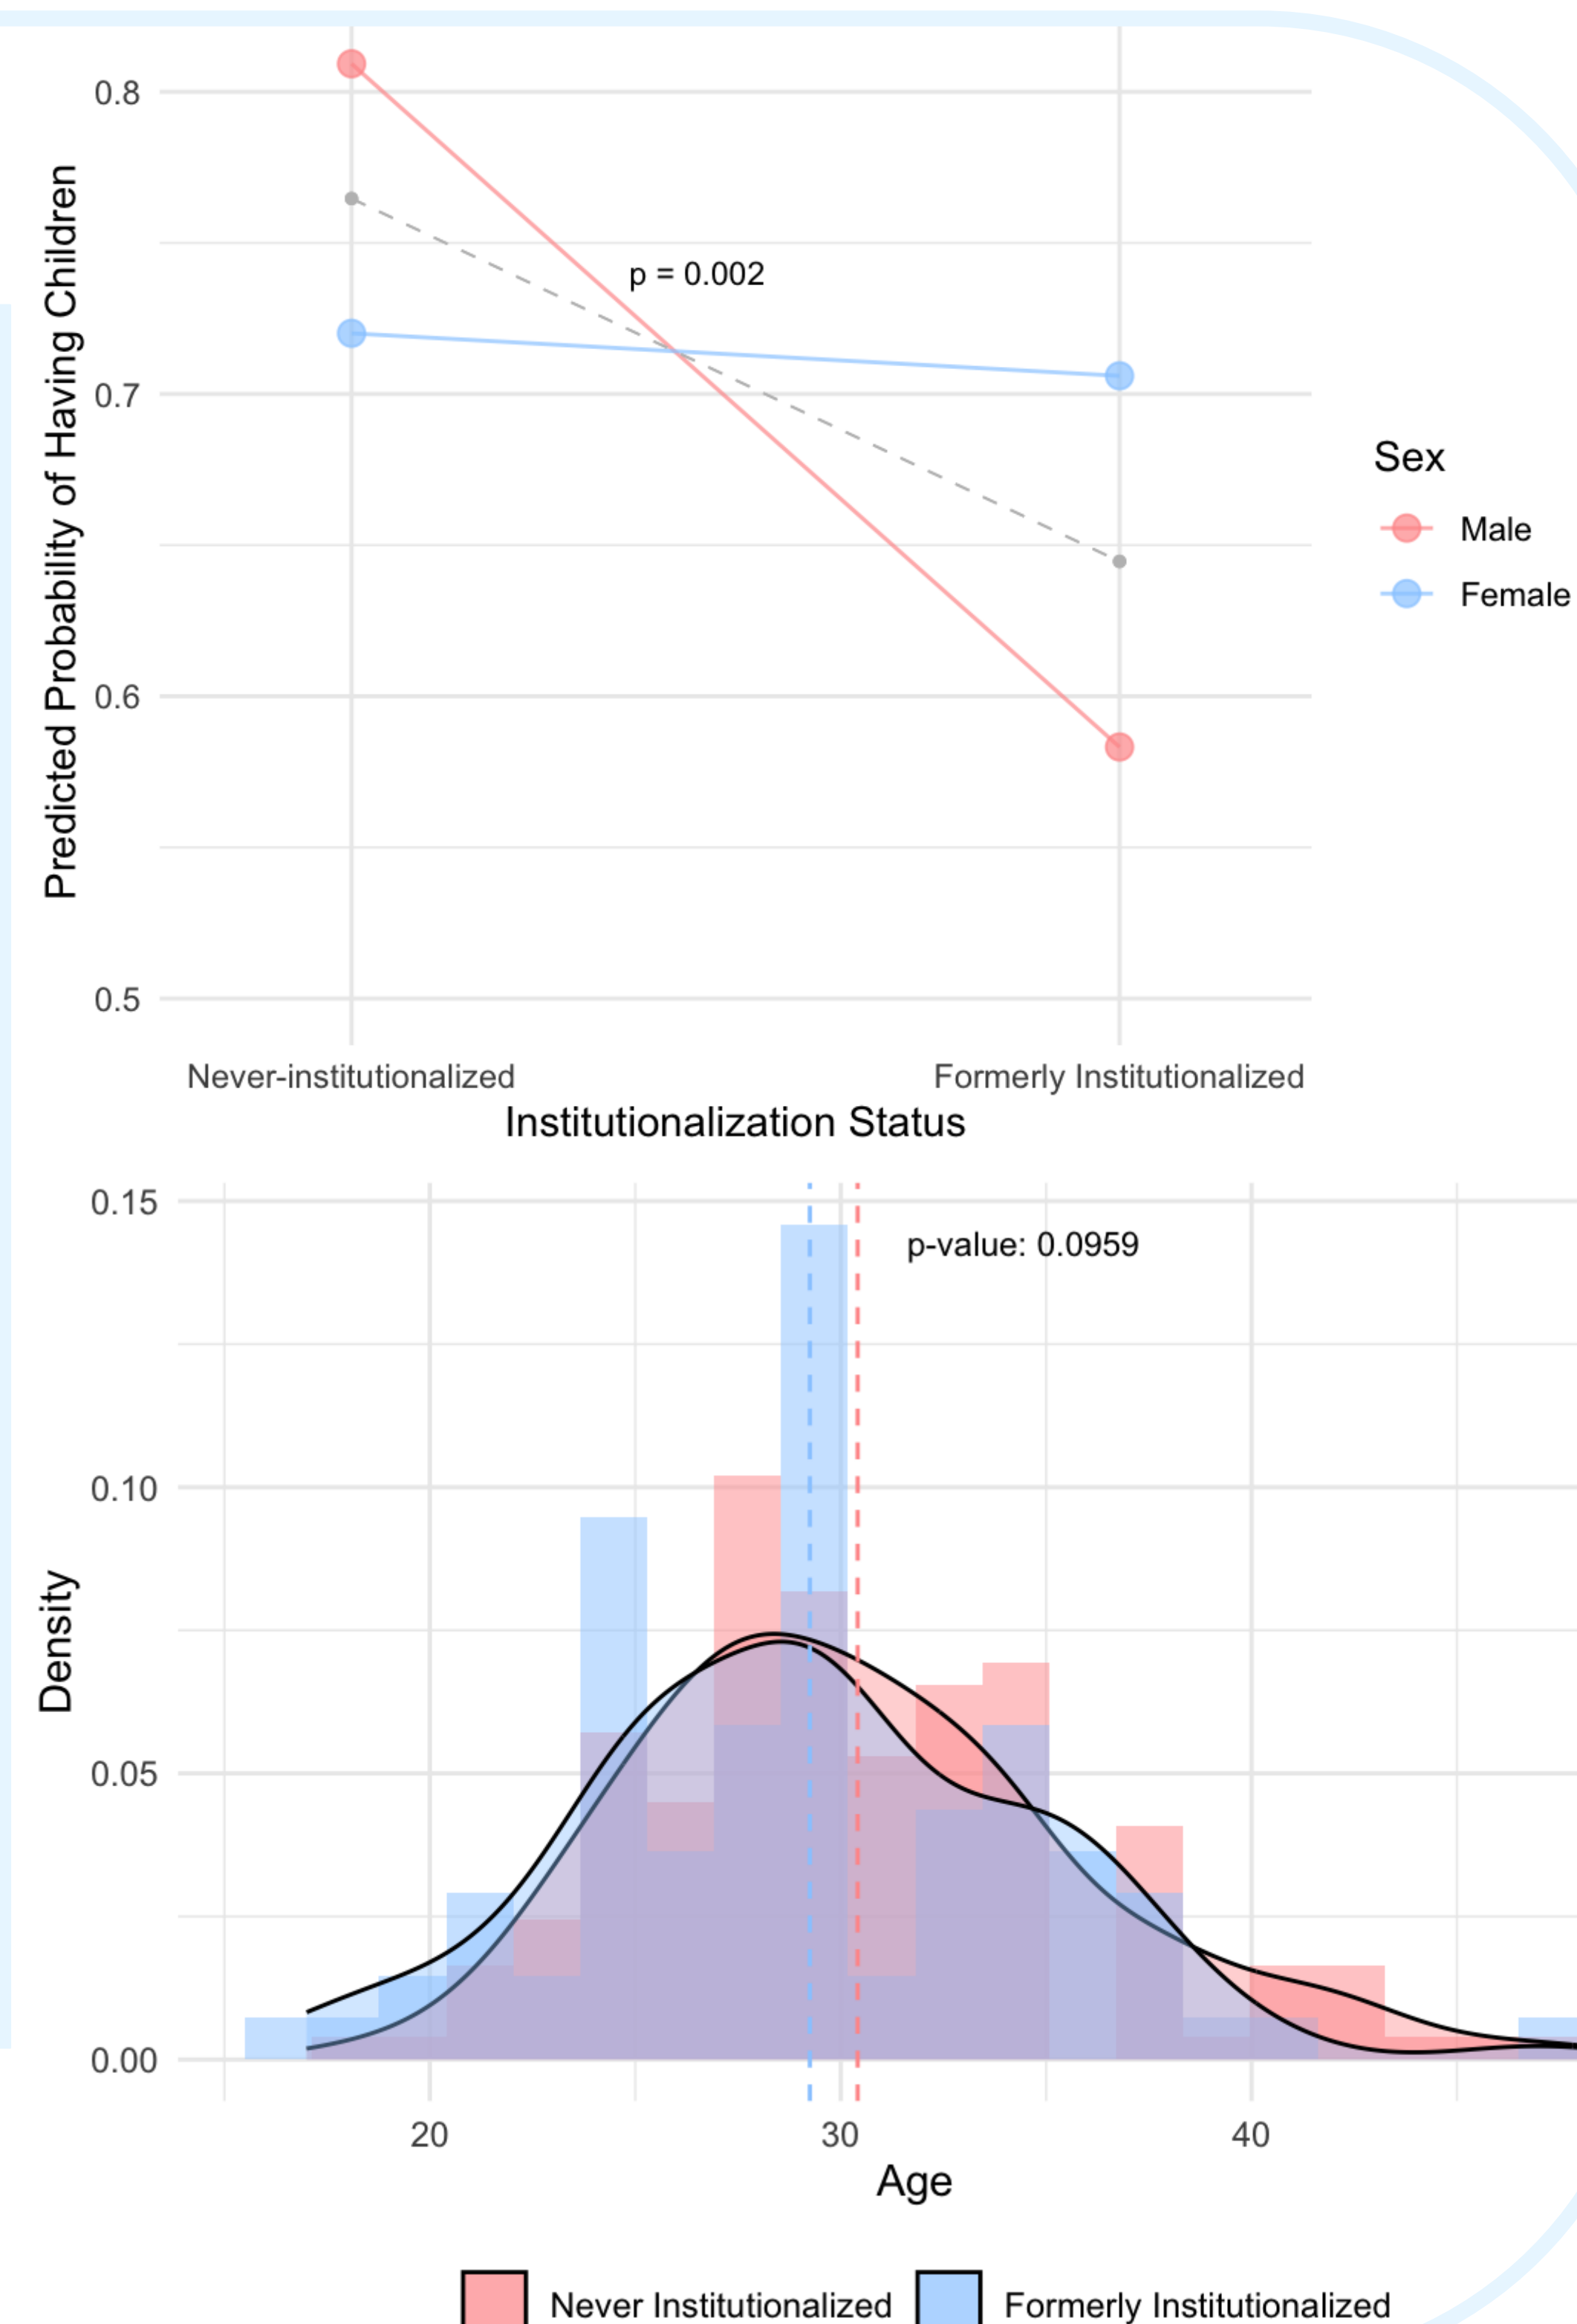 Predicted Probability of Having Children
0.8
0.7
0.6
0.5
p = 0.002
Sex
Male
Female
Never-institutionalized
Formerly Institutionalized
Institutionalization Status
Density
0.15
0.10
0.05
0.00
p-value: 0.0959
20
30
40
Age
Never Institutionalized
Formerly Institutionalized